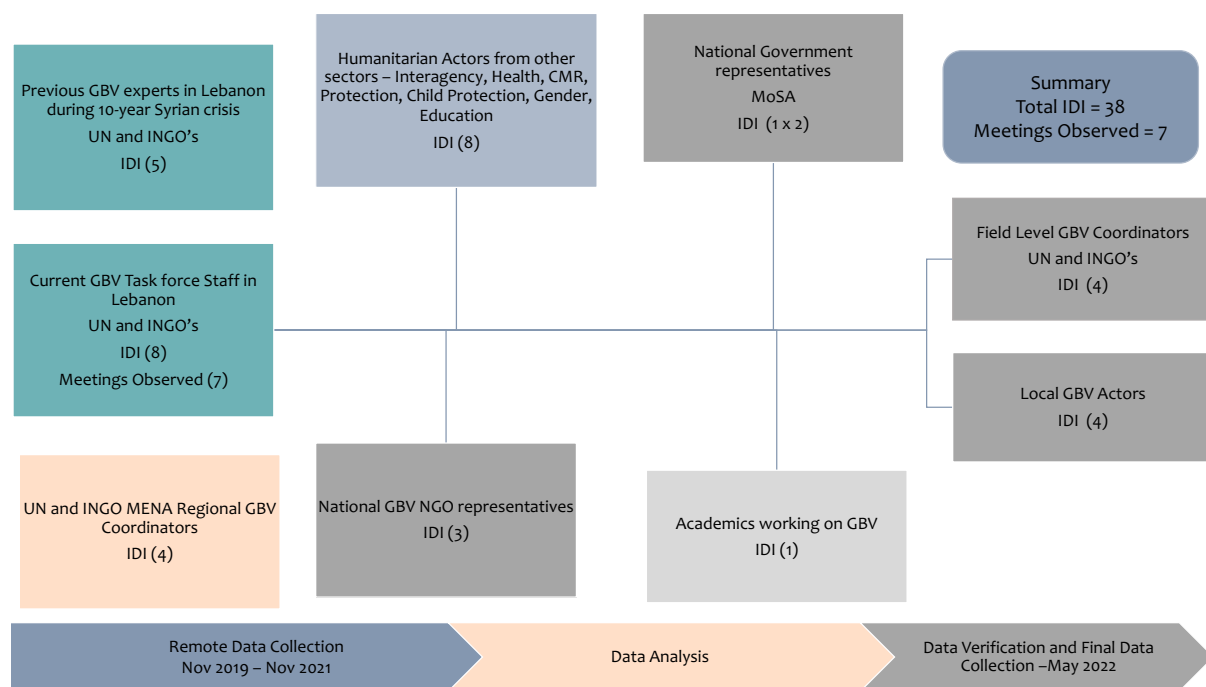 Previous GBV experts in Lebanon
during 10-year Syrian crisis
UN and INGO's
IDI (5)
Humanitarian Actors from other
sectors – Interagency, Health, CMR,
Protection, Child Protection, Gender,
Education
IDI (8)
National Government
representatives
MoSA
IDI (1 x 2)
Summary
Total IDI = 38
Meetings Observed = 7
Current GBV Task force Staff in
Lebanon
UN and INGO's
IDI (8)
Meetings Observed (7)
Field Level GBV Coordinators
UN and INGO's
IDI (4)
Local GBV Actors
IDI (4)
UN and INGO MENA Regional GBV
Coordinators
IDI (4)
National GBV NGO representatives
IDI (3)
Academics working on GBV
IDI (1)
Remote Data Collection
Nov 2019 – Nov 2021
Data Analysis
Data Verification and Final Data
Collection –May 2022